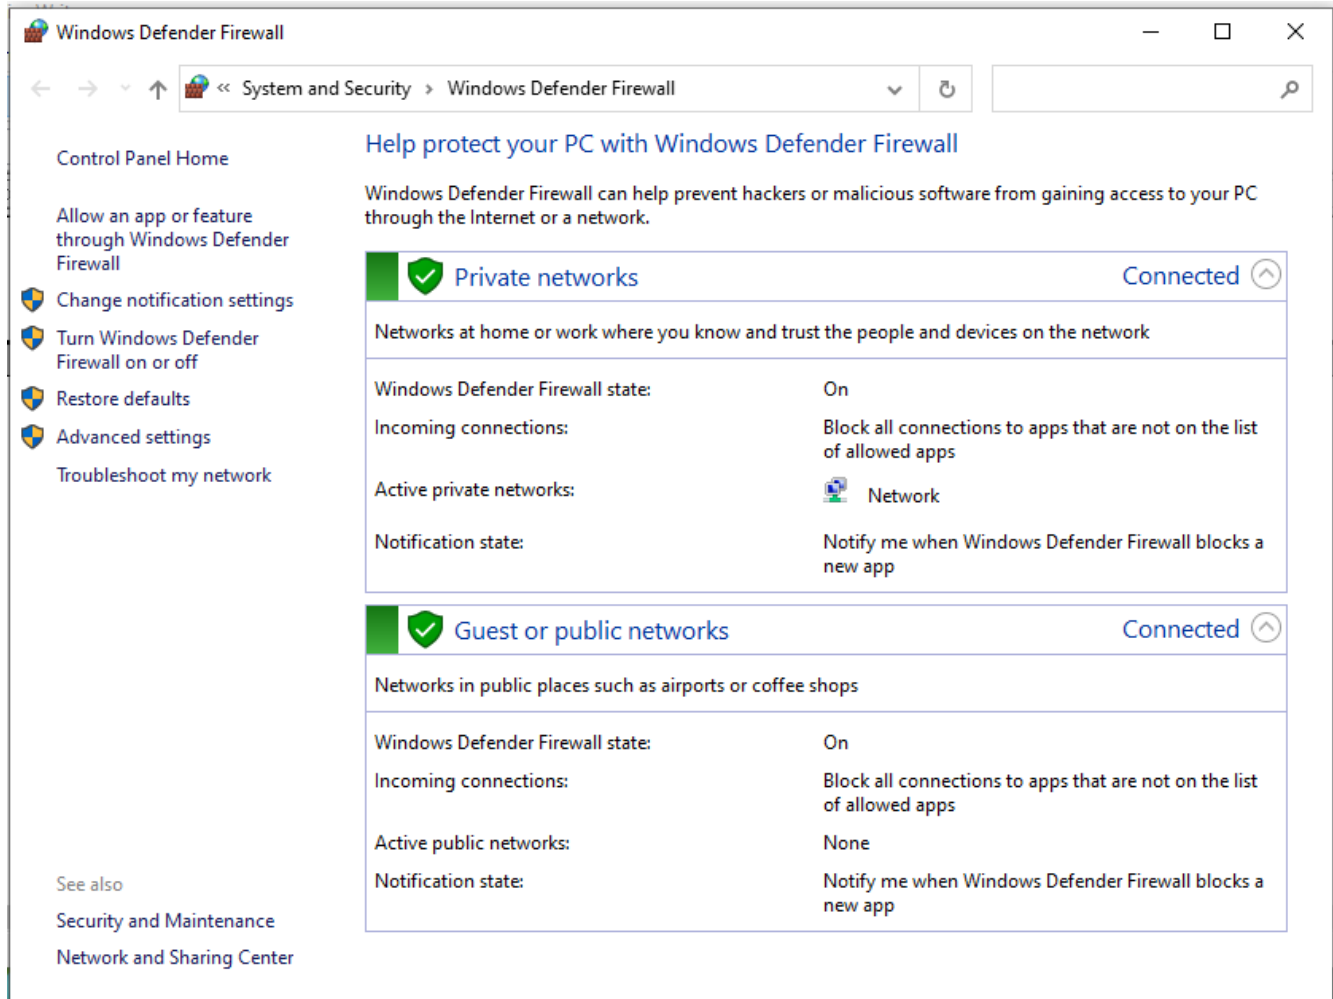 Windows Defender Firewall
« System and Security › Windows Defender Firewall
Control Panel Home
Allow an app or feature
through Windows Defender
Firewall
Change notification settings
Turn Windows Defender
Firewall on or off
Restore defaults
Advanced settings
Troubleshoot my network
See also
Security and Maintenance
Network and Sharing Center
Help protect your PC with Windows Defender Firewall
Windows Defender Firewall can help prevent hackers or malicious software from gaining access to your PC
through the Internet or a network.
Private networks Connected
Networks at home or work where you know and trust the people and devices on the network
Windows Defender Firewall state: On
Incoming connections: Block all connections to apps that are not on the list
of allowed apps
Active private networks: Network
Notification state: Notify me when Windows Defender Firewall blocks a
new app
Guest or public networks Connected
Networks in public places such as airports or coffee shops
Windows Defender Firewall state: On
Incoming connections: Block all connections to apps that are not on the list
of allowed apps
Active public networks: None
Notification state: Notify me when Windows Defender Firewall blocks a
new app